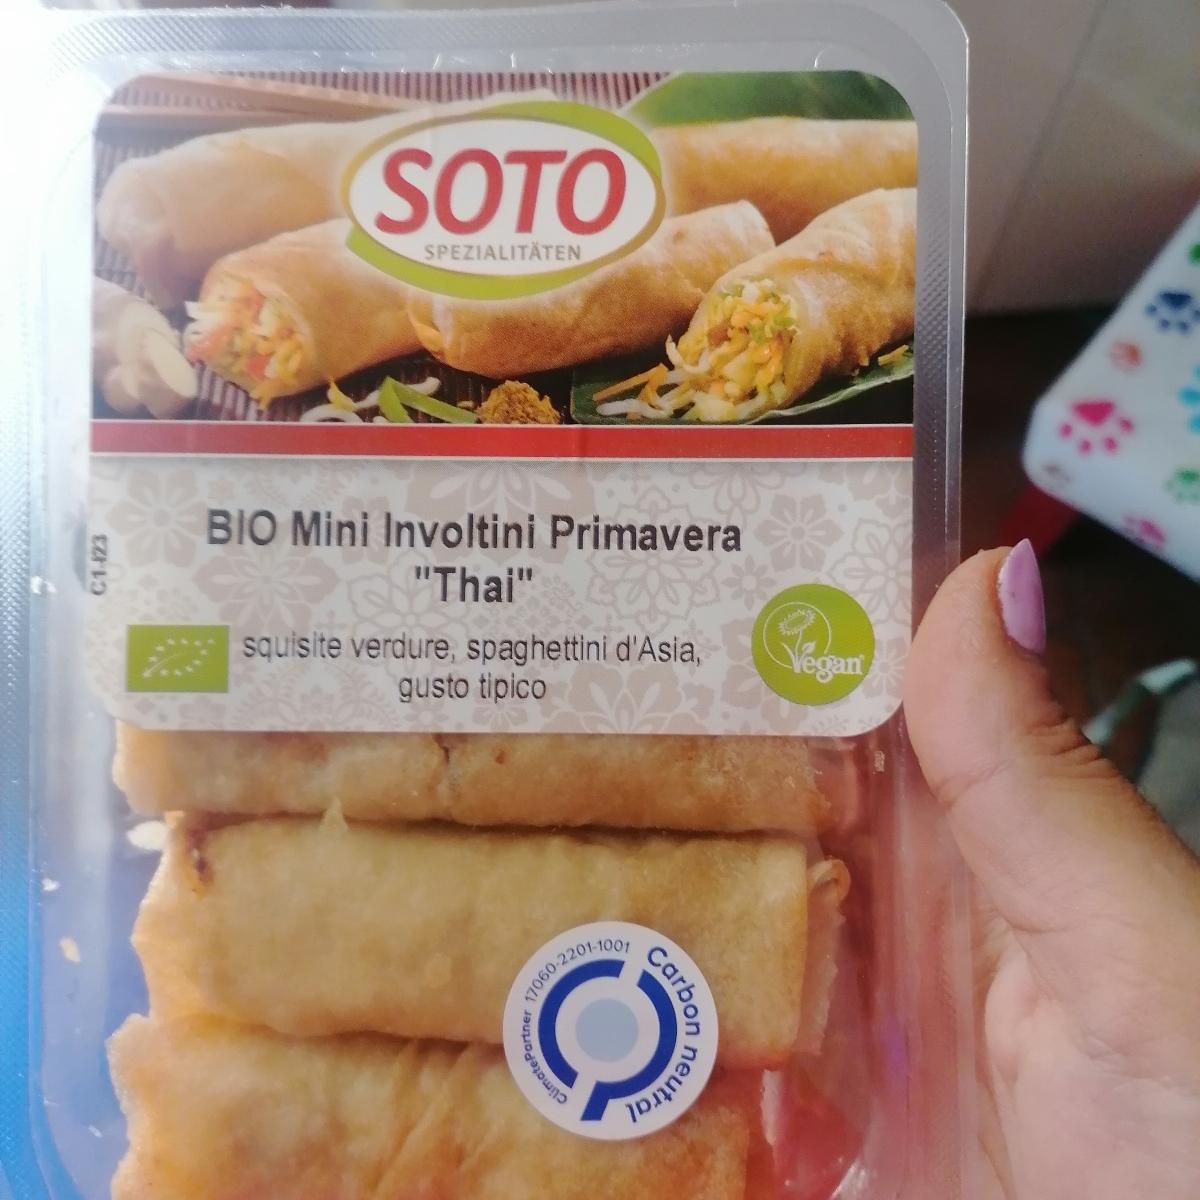 SOTO
SPEZIALITÄTEN
BIO Mini Involtini Primavera
"Thai"
squisite verdure, spaghettini d'Asia,
gusto tipico
Vegan
C1-I23
Carbon neutral
ClimatePartner 17060-2201-1001